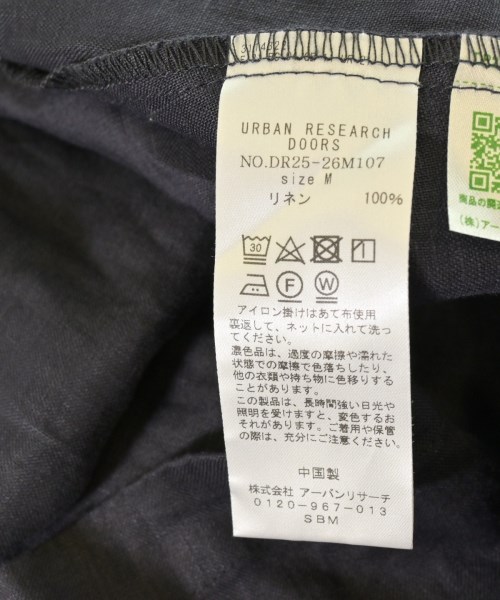 URBAN RESEARCH
DOORS
NO.DR25-26M107
size M
リネン 100%
30
F
W
アイロン掛けはあて布使用
裏返して、ネットに入れて洗っ
てください。
濃色品は、過度の摩擦や濡れた
状態での摩擦で色落ちしたり、
他の衣類や持ち物に色移りする
ことがあります。
この製品は、長時間強い日光や
照明を受けますと、変色するお
それがあります。ご着用や保管
の際は、充分にご注意ください。
中国製
株式会社 アーバンリサーチ
0120-967-013
SBM
商品の
(株)アー